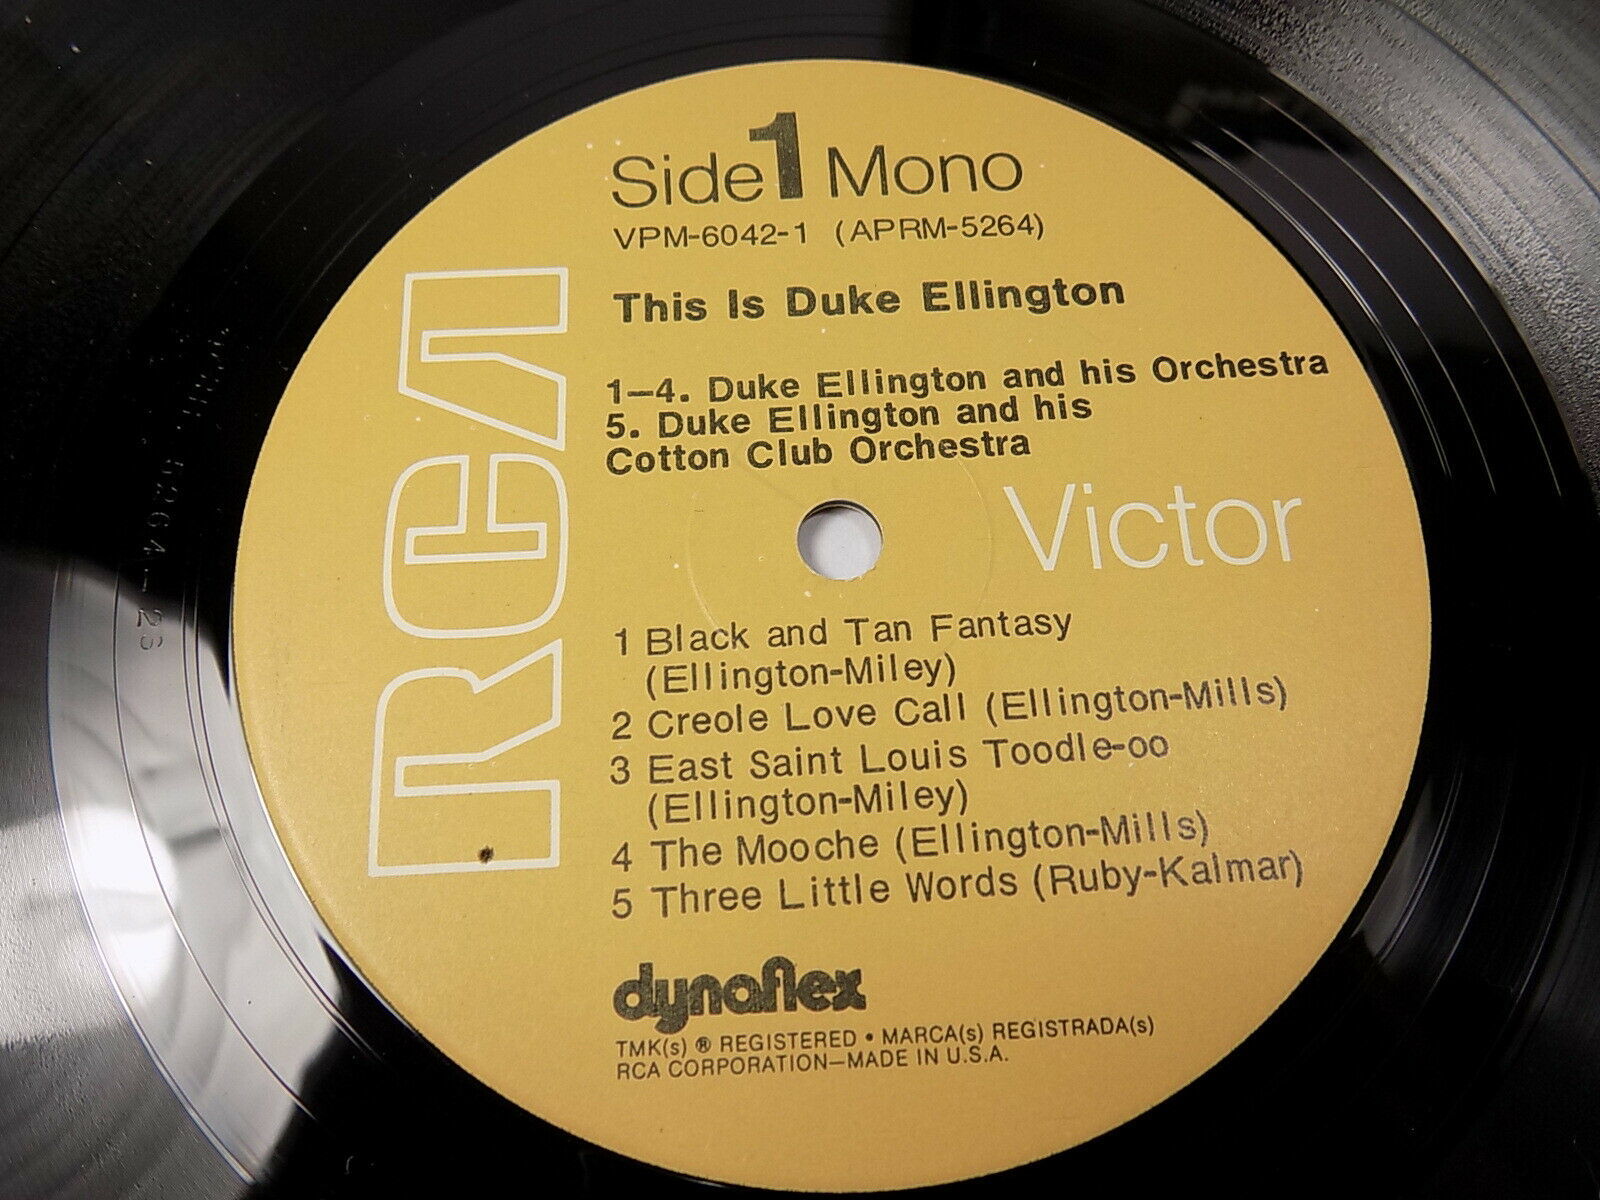 Side 1 Mono
VPM-6042-1 (APRM-5264)
This Is Duke Ellington
1—4. Duke Ellington and his Orchestra
5. Duke Ellington and his
Cotton Club Orchestra
RCA
Victor
1 Black and Tan Fantasy
(Ellington-Miley)
2 Creole Love Call (Ellington-Mills)
3 East Saint Louis Toodle-oo
(Ellington-Miley)
4 The Mooche (Ellington-Mills)
5 Three Little Words (Ruby-Kalmar)
dynaflex
TMK(s) ® REGISTERED • MARCA(s) REGISTRADA(s)
RCA CORPORATION—MADE IN U.S.A.